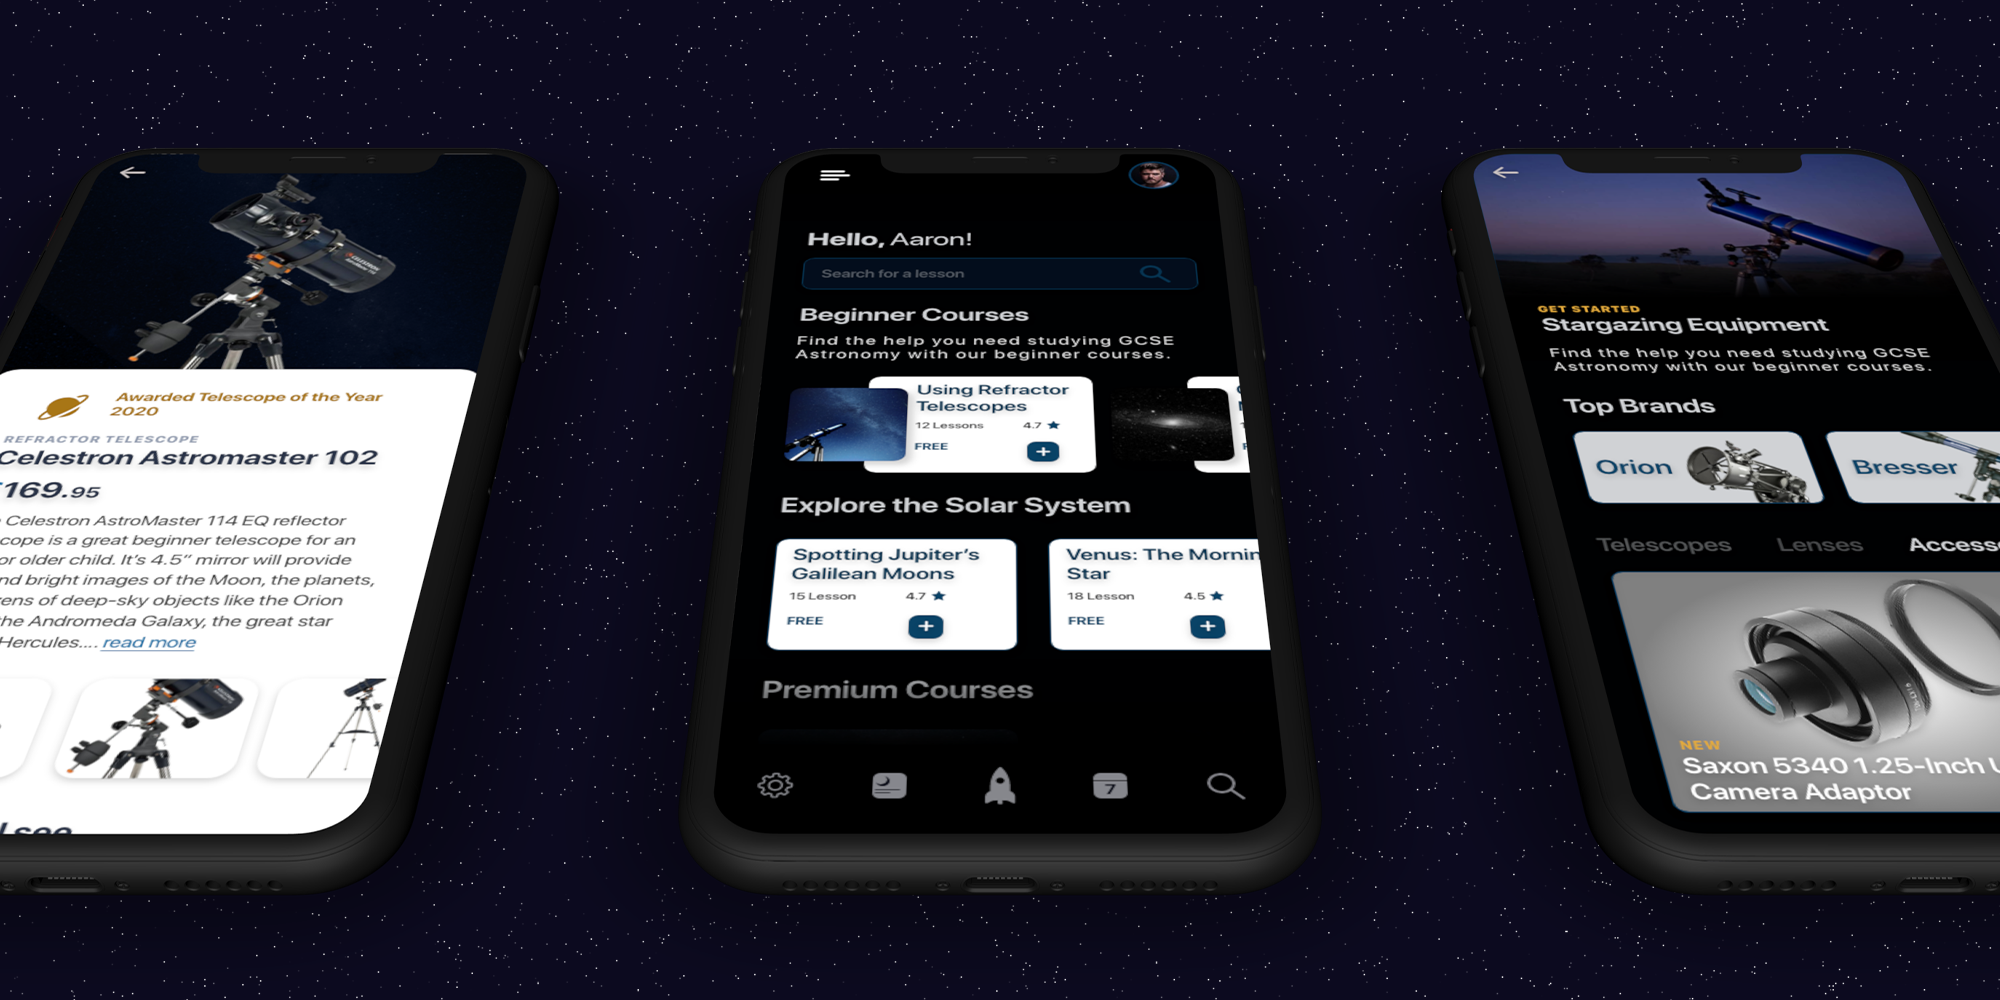 Awarded Telescope of the Year
2020
REFRACTOR TELESCOPE
Celestron Astromaster 102
169.95
Celestron AstroMaster 114 EQ reflector
cope is a great beginner telescope for an
or older child. It's 4.5” mirror will provide
nd bright images of the Moon, the planets,
ens of deep-sky objects like the Orion
the Andromeda Galaxy, the great star
Hercules.... read more
I see
CELESTRON
Hello, Aaron!
Search for a lesson
Beginner Courses
Find the help you need studying GCSE
Astronomy with our beginner courses.
Using Refractor
Telescopes
12 Lessons 4.7
FREE
Explore the Solar System
Spotting Jupiter’s
Galilean Moons
15 Lesson 4.7
FREE
Venus: The Mornin
Star
18 Lesson 4.5
FREE
Premium Courses
7
GET STARTED
Stargazing Equipment
Find the help you need studying GCSE
Astronomy with our beginner courses.
Top Brands
Orion
Bresser
Telescopes Lenses Access
NEW
Saxon 5340 1.25-Inch U
Camera Adaptor